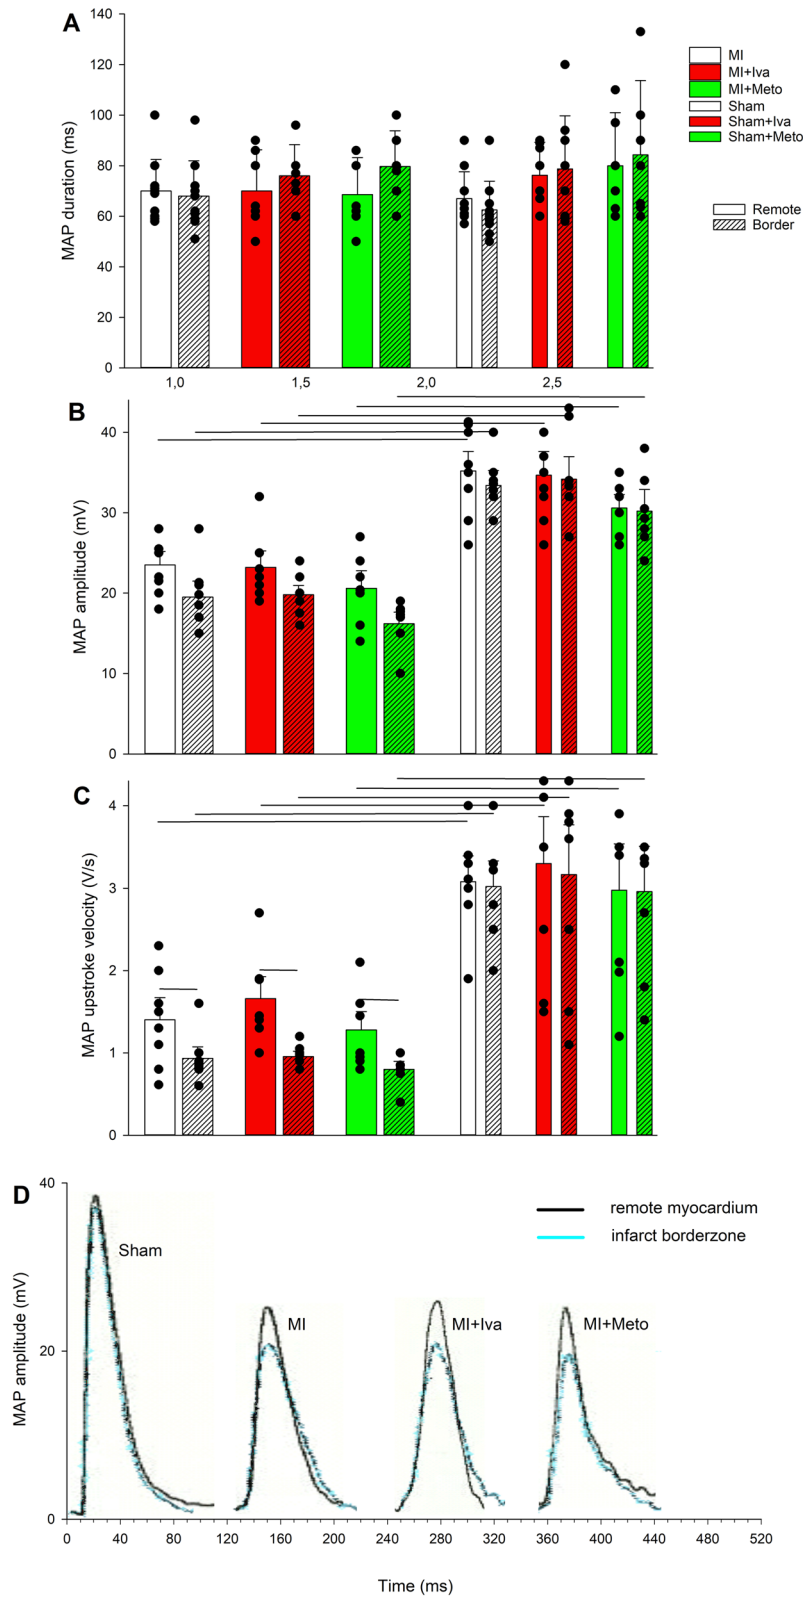 A
MAP duration (ms)
140
120
100
80
60
40
20
0
1,0 1,5 2,0 2,5
MI
MI+Iva
MI+Meto
Sham
Sham+Iva
Sham+Meto
Remote
Border
B
MAP amplitude (mV)
40
30
20
10
0
C
MAP upstroke velocity (V/s)
4
3
2
1
0
D
MAP amplitude (mV)
40
20
0
remote myocardium
infarct borderzone
Sham
MI
MI+Iva
MI+Meto
0 40 80 120 160 200 240 280 320 360 400 440 480 520
Time (ms)